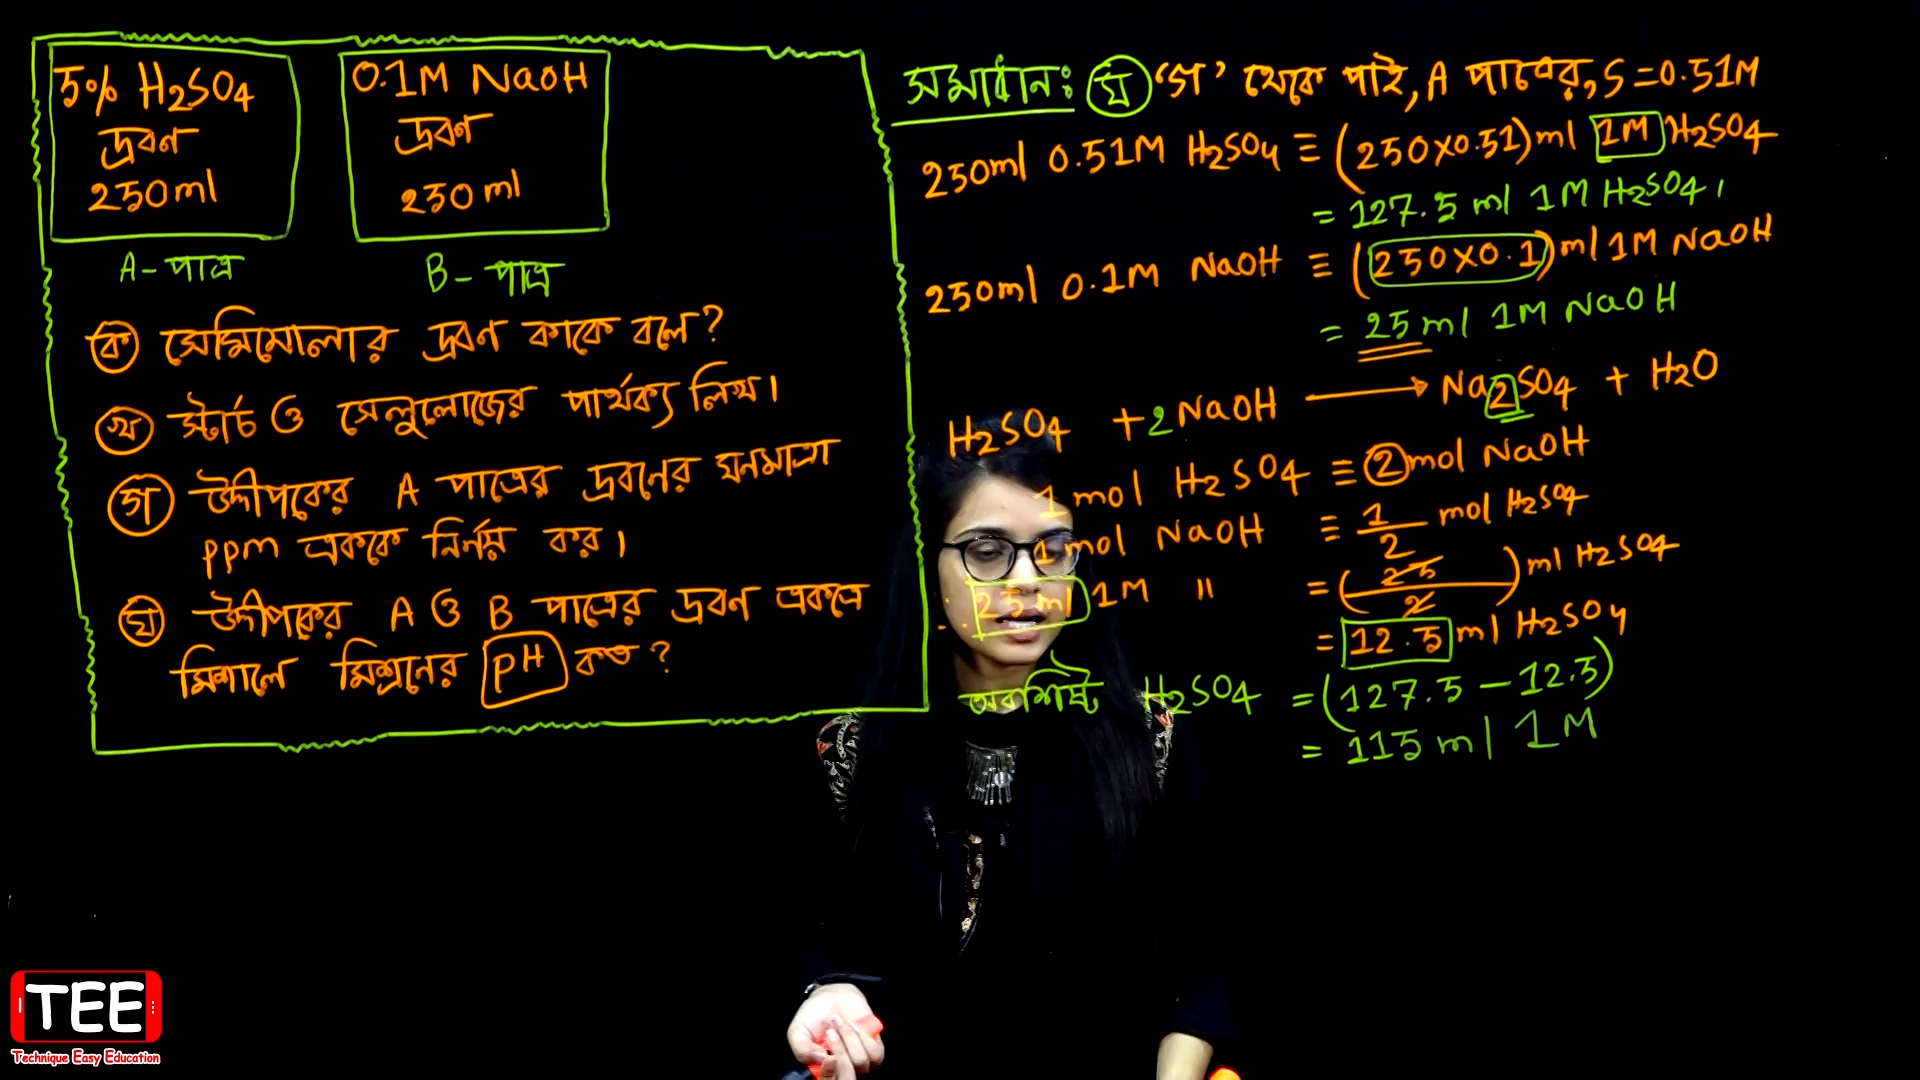 5% H₂SO₄
দ্রবণ
250ml
A-পাত্র
0.1M NaOH
দ্রবণ
250ml
B-পাত্র
ক সেমিমোলার দ্রবণ কাকে বলে?
খ স্টার্চ ও সেলুলোজের পার্থক্য লিখ।
গ উদ্দীপকের A পাত্রের দ্রবনের ঘনমাত্রা
ppm এককে নির্নয় কর।
ঘ উদ্দীপকের A ও B পাত্রের দ্রবণ একত্রে
মিশালে মিশ্রনের pH কত?
সমাধান: ঘ 'গ' থেকে পাই, A পাত্রের, S=0.51M
250ml 0.51M H₂SO₄ ≡ (250×0.51)ml 1M H₂SO₄
= 127.5 ml 1M H₂SO₄,
250ml 0.1M NaOH ≡ (250×0.1)ml 1M NaOH
= 25 ml 1M NaOH
H₂SO₄ + 2NaOH → Na₂SO₄ + H₂O
1 mol H₂SO₄ ≡ 2 mol NaOH
1 mol NaOH ≡ 1/2 mol H₂SO₄
∴ 25 ml 1M " = (25/2) ml H₂SO₄
= 12.5 ml H₂SO₄
অবশিষ্ট H₂SO₄ = (127.5 - 12.5)
= 115 ml 1M
TEE
Technique Easy Education